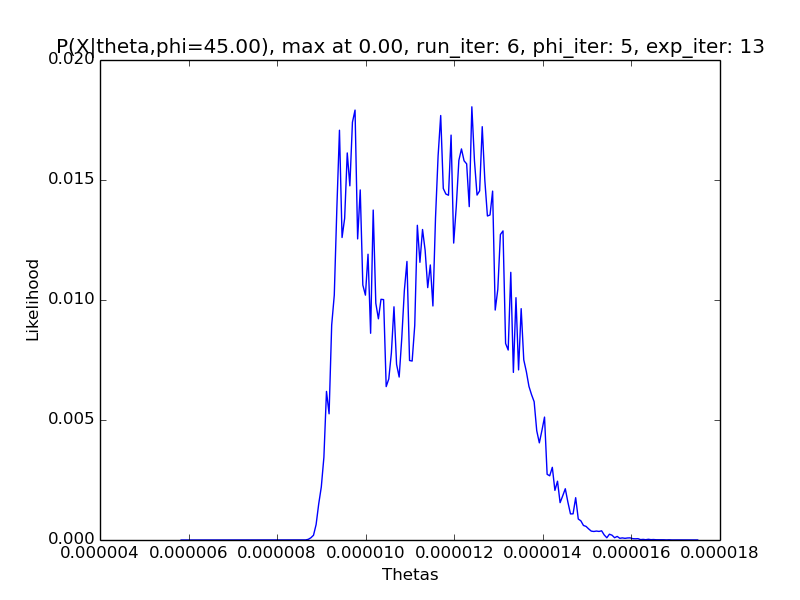 P(X|theta,phi=45.00), max at 0.00, run_iter: 6, phi_iter: 5, exp_iter: 13
0.020
0.015
0.010
0.005
0.000
Likelihood
0.000004 0.000006 0.000008 0.000010 0.000012 0.000014 0.000016 0.000018
Thetas